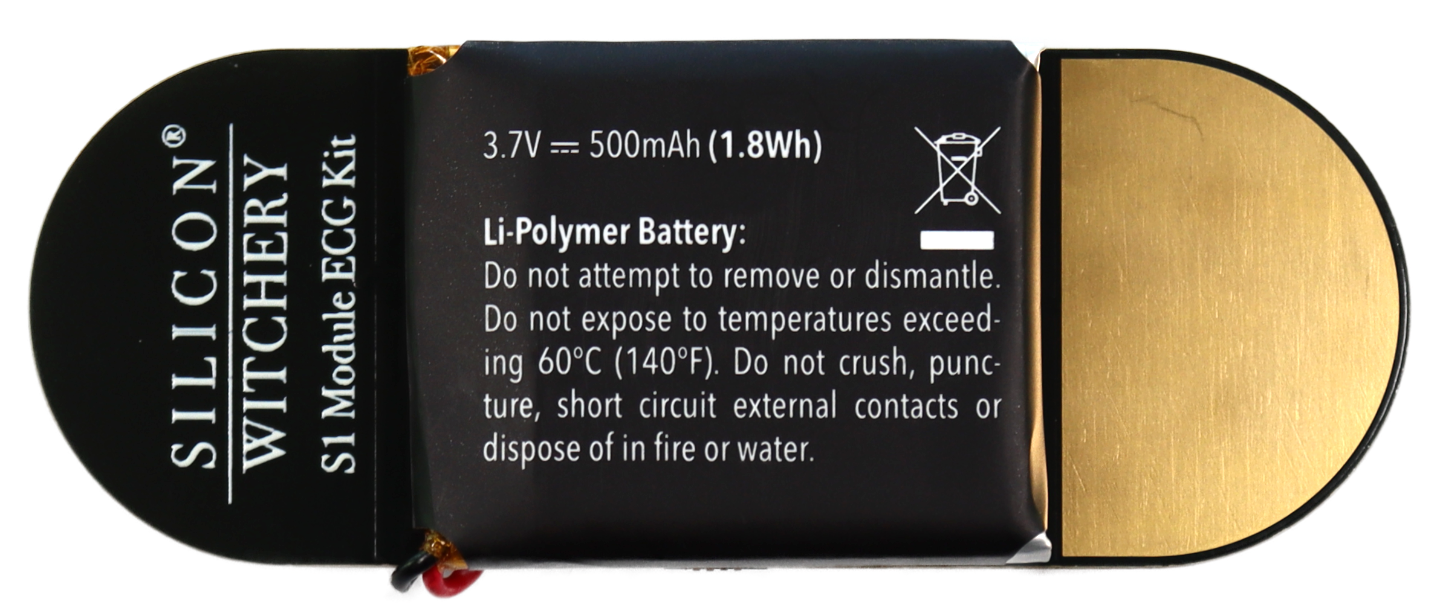 SILICON®
WITCHERY
S1 Module ECG Kit
3.7V ⎓ 500mAh (1.8Wh)
Li-Polymer Battery:
Do not attempt to remove or dismantle.
Do not expose to temperatures exceed-
ing 60°C (140°F). Do not crush, punc-
ture, short circuit external contacts or
dispose of in fire or water.